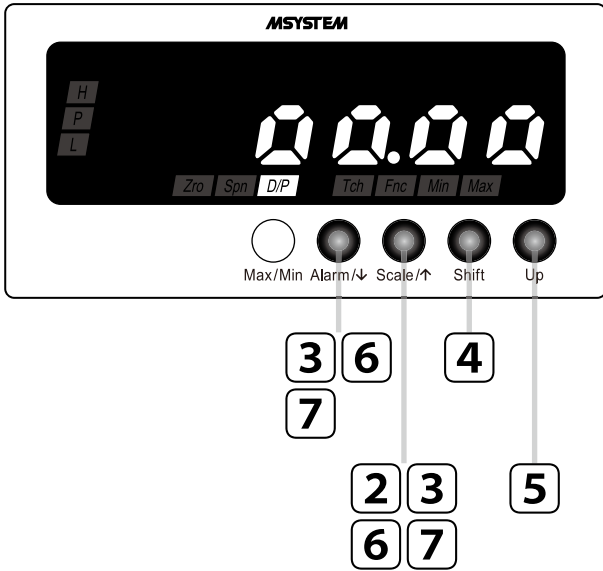 MSYSTEM
H
P
L
00.00
Zro Spn D/P Tch Fnc Min Max
Max/Min Alarm/↓ Scale/↑ Shift Up
3 6 4
7
2 3 5
6 7